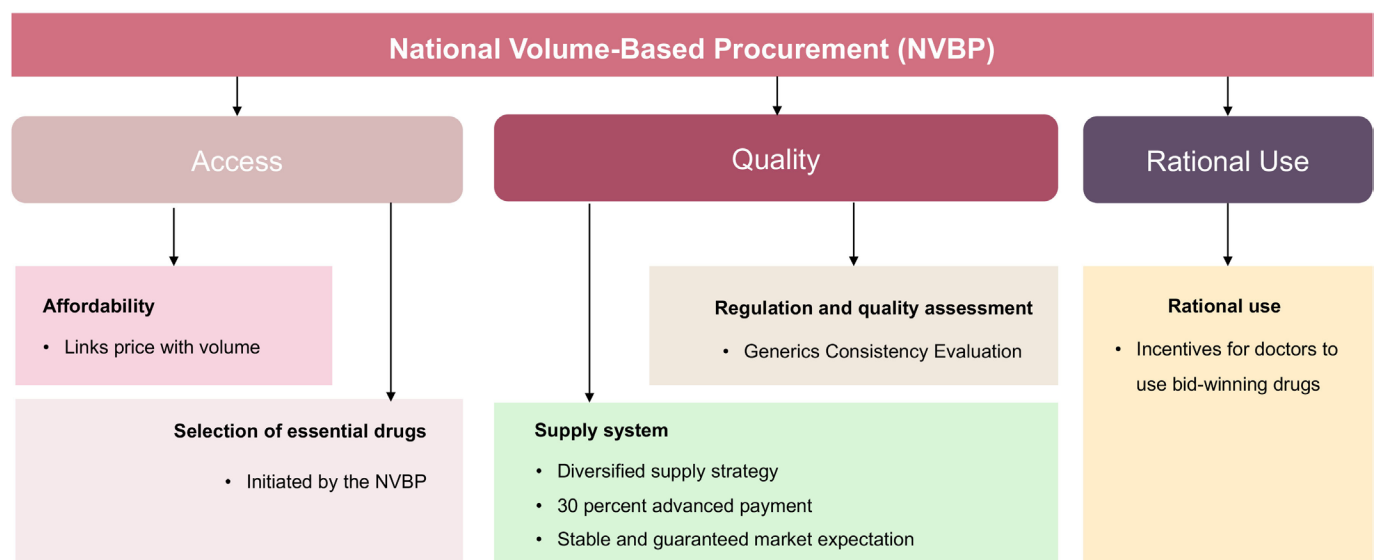 National Volume-Based Procurement (NVBP)
Access
Quality
Rational Use
Affordability
• Links price with volume
Regulation and quality assessment
• Generics Consistency Evaluation
Rational use
• Incentives for doctors to
use bid-winning drugs
Selection of essential drugs
• Initiated by the NVBP
Supply system
• Diversified supply strategy
• 30 percent advanced payment
• Stable and guaranteed market expectation